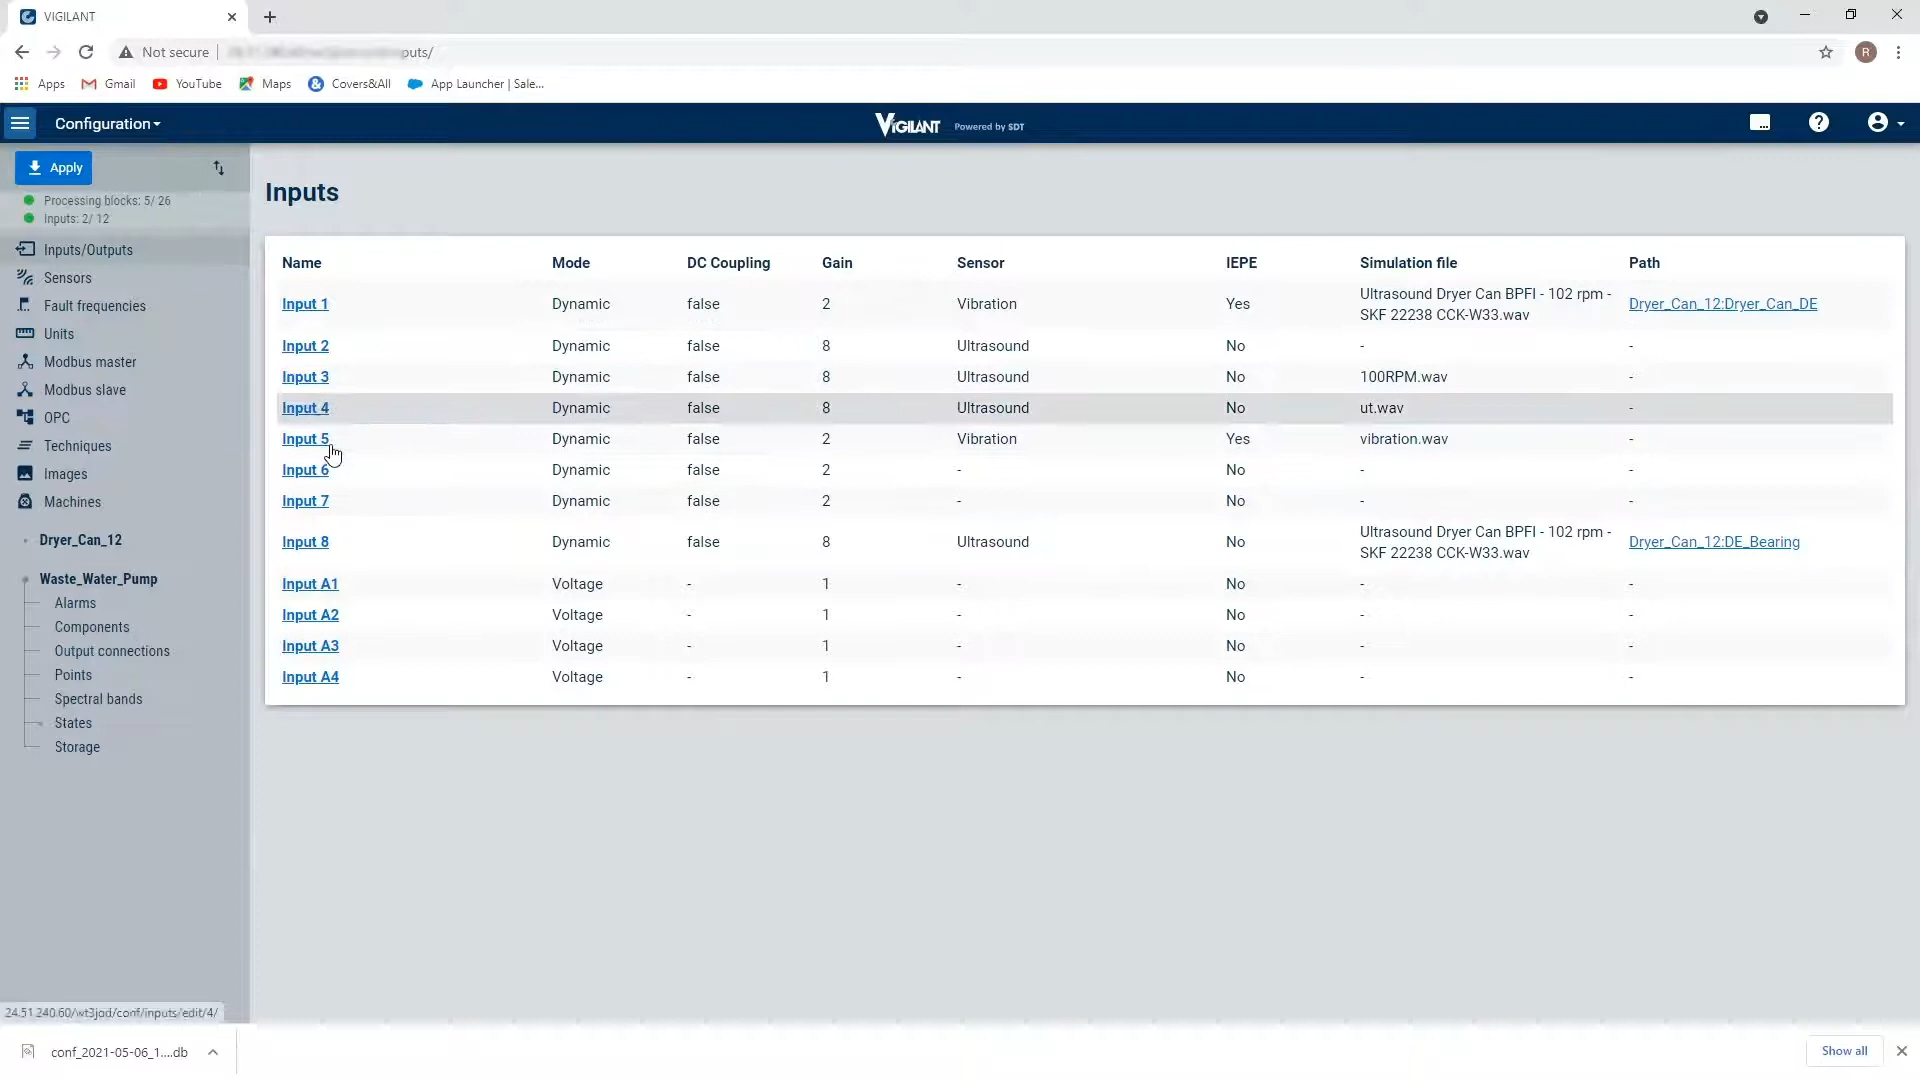 VIGILANT
Not secure
puts/
Apps
Gmail
YouTube
Maps
Covers&All
App Launcher | Sale...
R
Configuration
VIGILANT Powered by SDT
Apply
Processing blocks: 5/ 26
Inputs: 2/ 12
Inputs/Outputs
Sensors
Fault frequencies
Units
Modbus master
Modbus slave
OPC
Techniques
Images
Machines
Dryer_Can_12
Waste_Water_Pump
Alarms
Components
Output connections
Points
Spectral bands
States
Storage
Inputs
Name Mode DC Coupling Gain Sensor IEPE Simulation file Path
Input 1 Dynamic false 2 Vibration Yes Ultrasound Dryer Can BPFI - 102 rpm - SKF 22238 CCK-W33.wav Dryer_Can_12:Dryer_Can_DE
Input 2 Dynamic false 8 Ultrasound No - -
Input 3 Dynamic false 8 Ultrasound No 100RPM.wav -
Input 4 Dynamic false 8 Ultrasound No ut.wav -
Input 5 Dynamic false 2 Vibration Yes vibration.wav -
Input 6 Dynamic false 2 - No - -
Input 7 Dynamic false 2 - No - -
Input 8 Dynamic false 8 Ultrasound No Ultrasound Dryer Can BPFI - 102 rpm - SKF 22238 CCK-W33.wav Dryer_Can_12:DE_Bearing
Input A1 Voltage - 1 - No - -
Input A2 Voltage - 1 - No - -
Input A3 Voltage - 1 - No - -
Input A4 Voltage - 1 - No - -
24.51.240.60/wt3jad/conf/inputs/edit/4/
conf_2021-05-06_1....db
Show all